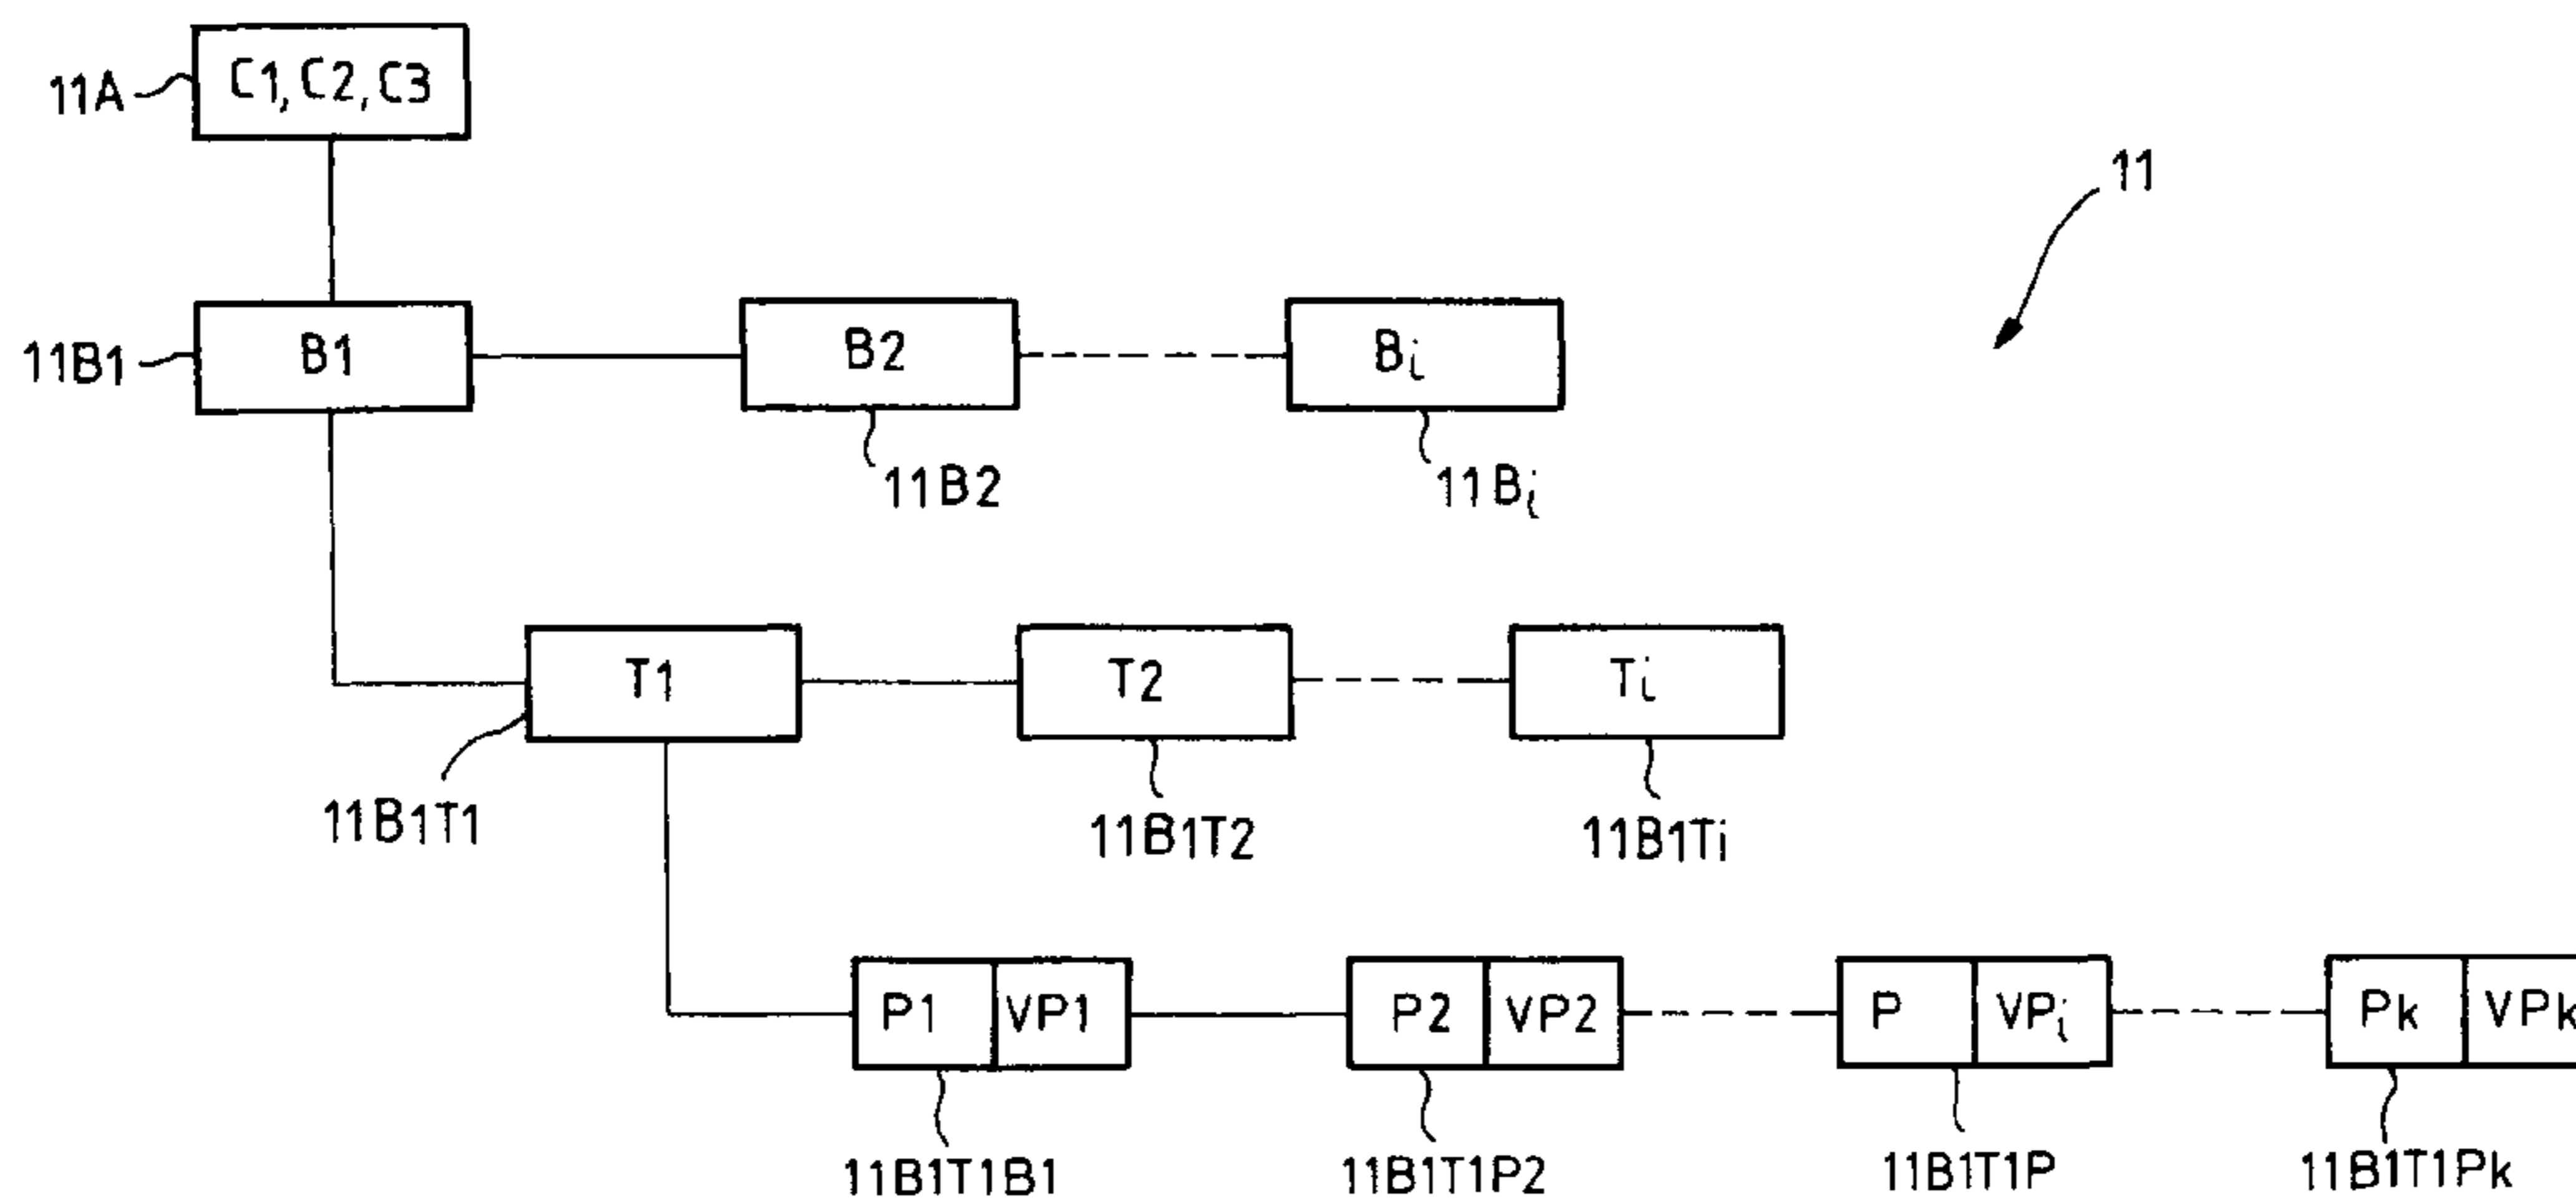 11A
C1, C2, C3
11
11B1
B1
B2
Bi
11B2
11Bi
T1
T2
Ti
11B1T1
11B1T2
11B1Ti
P1 VP1
P2 VP2
P VPi
Pk VPk
11B1T1B1
11B1T1P2
11B1T1P
11B1T1Pk